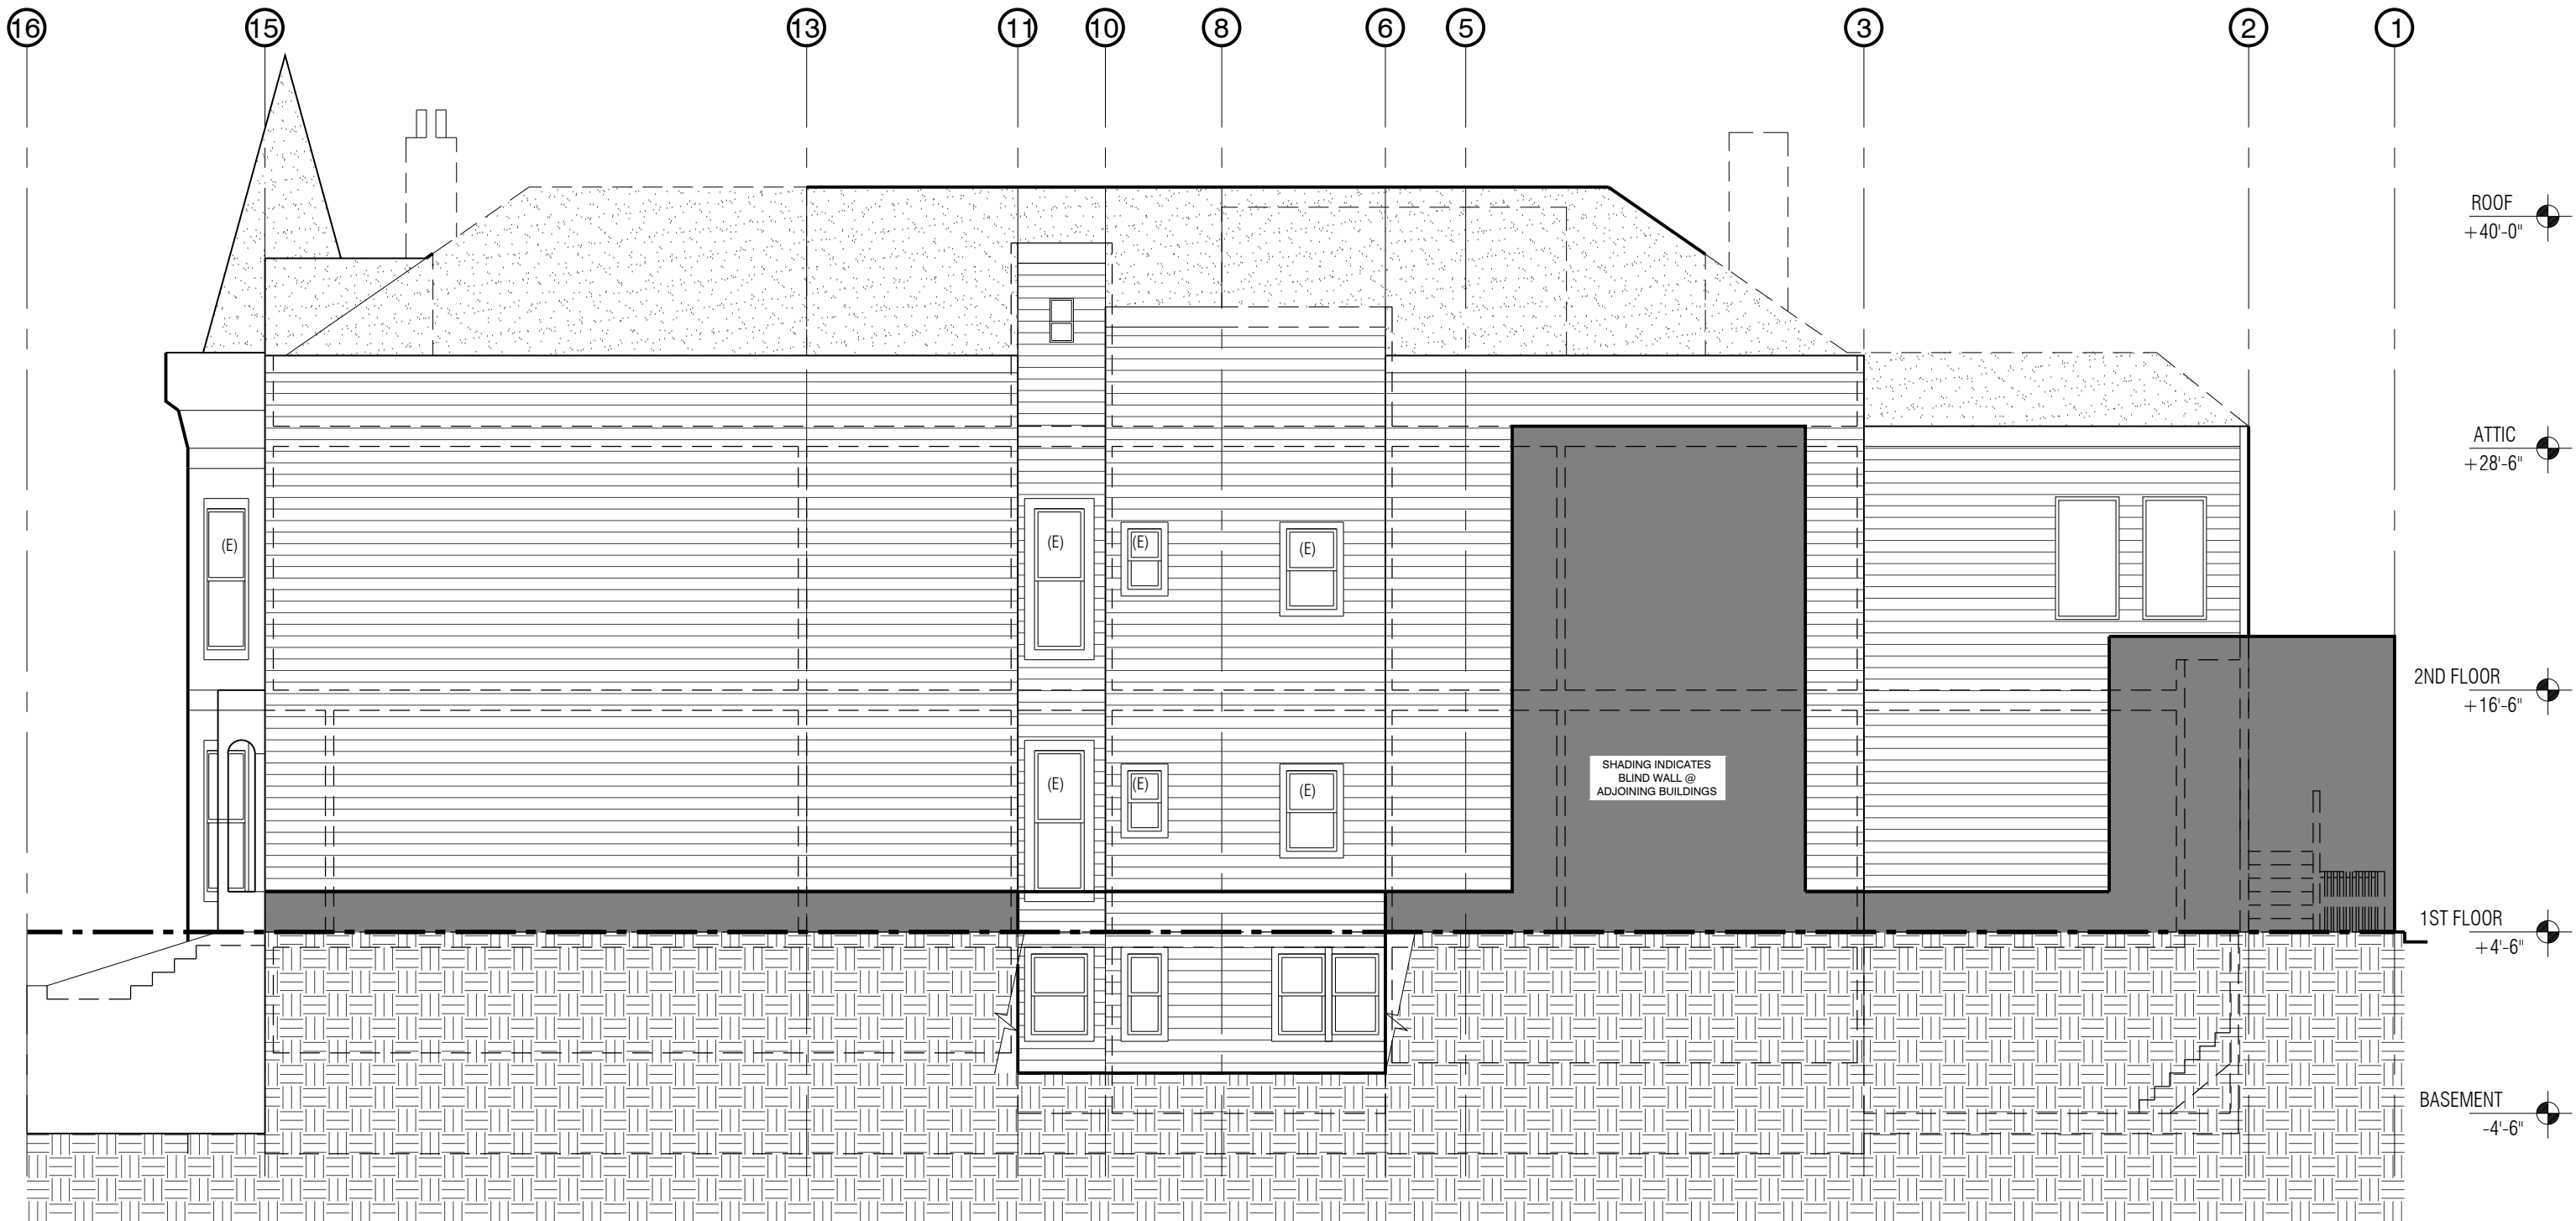 16 15 13 11 10 8 6 5 3 2 1
ROOF
+40'-0"
ATTIC
+28'-6"
(E) (E) (E) (E)
2ND FLOOR
+16'-6"
SHADING INDICATES
BLIND WALL @
ADJOINING BUILDINGS
(E) (E) (E)
1ST FLOOR
+4'-6"
BASEMENT
-4'-6"